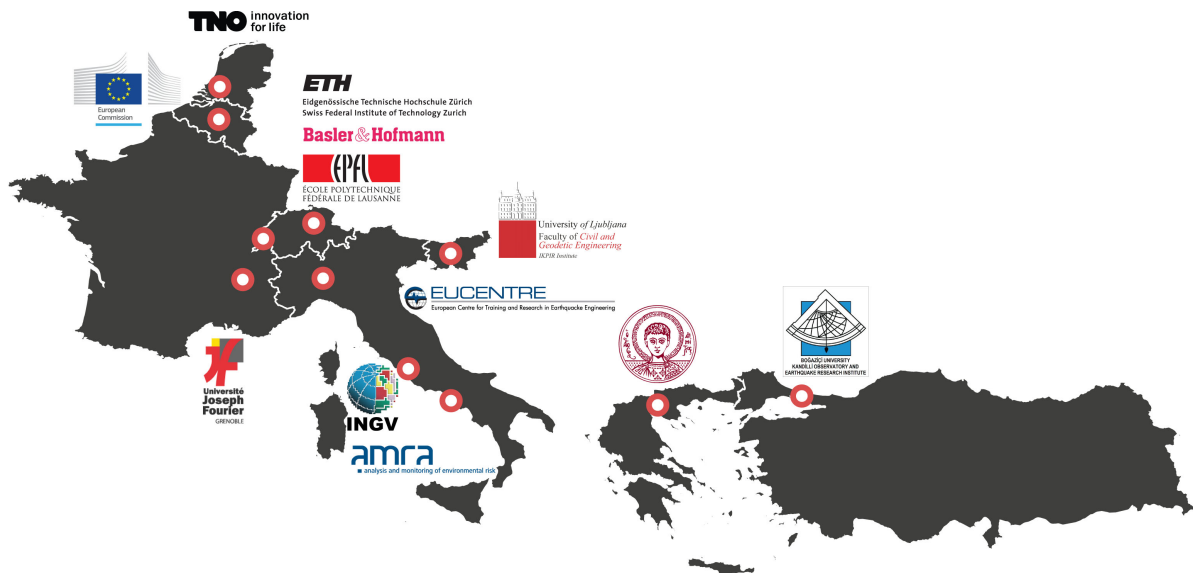 TNO innovation
for life
European
Commission
ETH
Eidgenössische Technische Hochschule Zürich
Swiss Federal Institute of Technology Zurich
Basler&Hofmann
EPFL
ÉCOLE POLYTECHNIQUE
FÉDÉRALE DE LAUSANNE
University of Ljubljana
Faculty of Civil and
Geodetic Engineering
IKPIR Institute
EUCENTRE
European Centre for Training and Research in Earthquake Engineering
BOĞAZİÇİ UNIVERSITY
KANDİLLİ OBSERVATORY AND
EARTHQUAKE RESEARCH INSTITUTE
Université
Joseph
Fourier
GRENOBLE
INGV
amra
analysis and monitoring of environmental risk